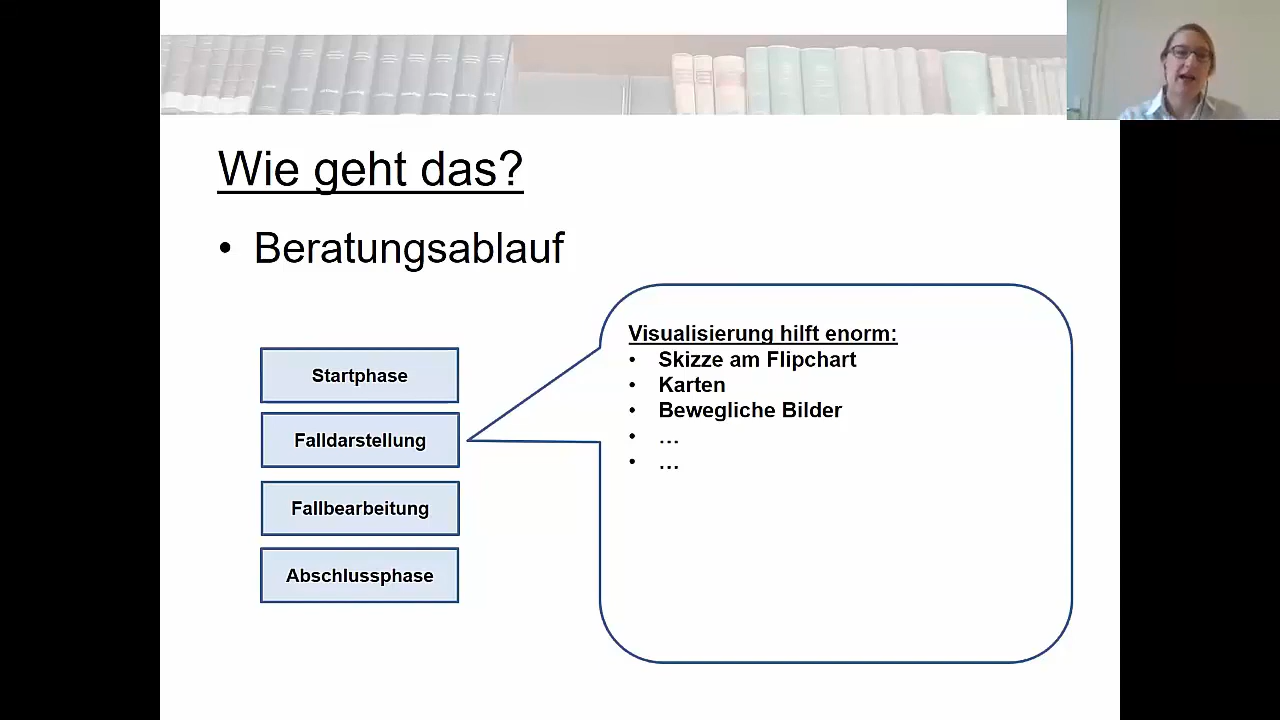 Wie geht das?
• Beratungsablauf
Startphase
Falldarstellung
Fallbearbeitung
Abschlussphase
Visualisierung hilft enorm:
• Skizze am Flipchart
• Karten
• Bewegliche Bilder
• …
• …